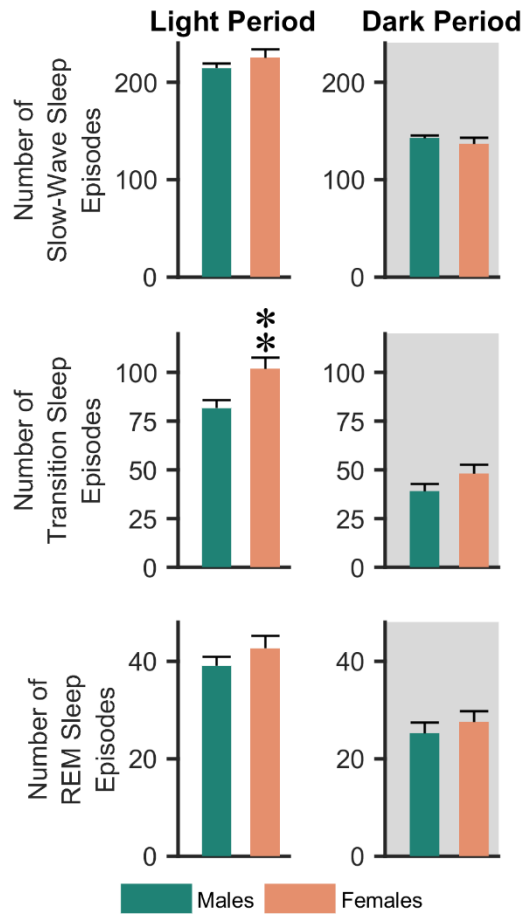 Light Period
Dark Period
Number of
Slow-Wave Sleep
Episodes
200
100
0
200
100
0
**
Number of
Transition Sleep
Episodes
100
75
50
25
0
100
75
50
25
0
Number of
REM Sleep
Episodes
40
20
0
40
20
0
Males
Females